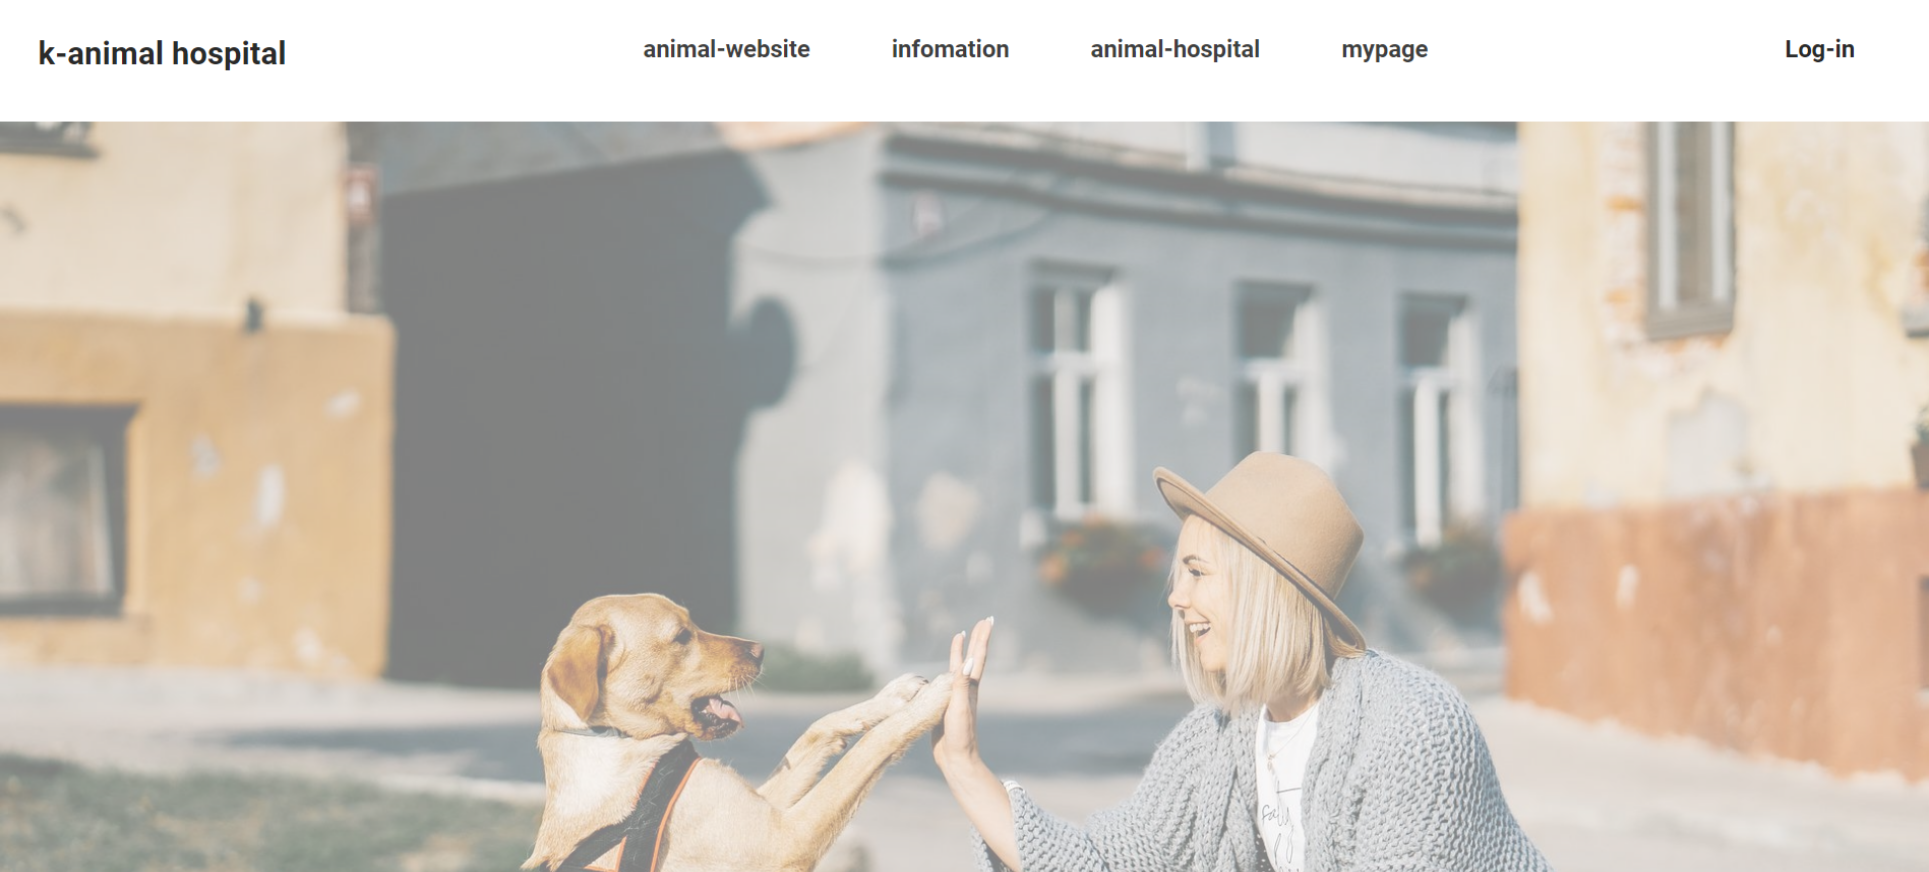 k-animal hospital
animal-website infomation animal-hospital mypage
Log-in